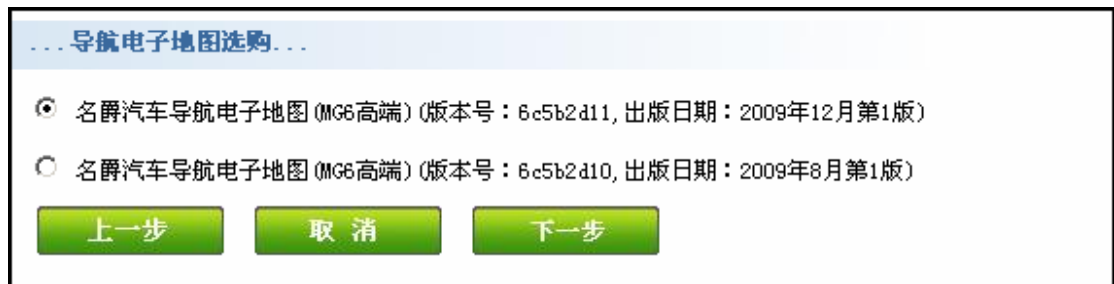 ...导航电子地图选购...
名爵汽车导航电子地图(MG6高端)(版本号：6c5b2d11,出版日期：2009年12月第1版)
名爵汽车导航电子地图(MG6高端)(版本号：6c5b2d10,出版日期：2009年8月第1版)
上一步 取 消 下一步